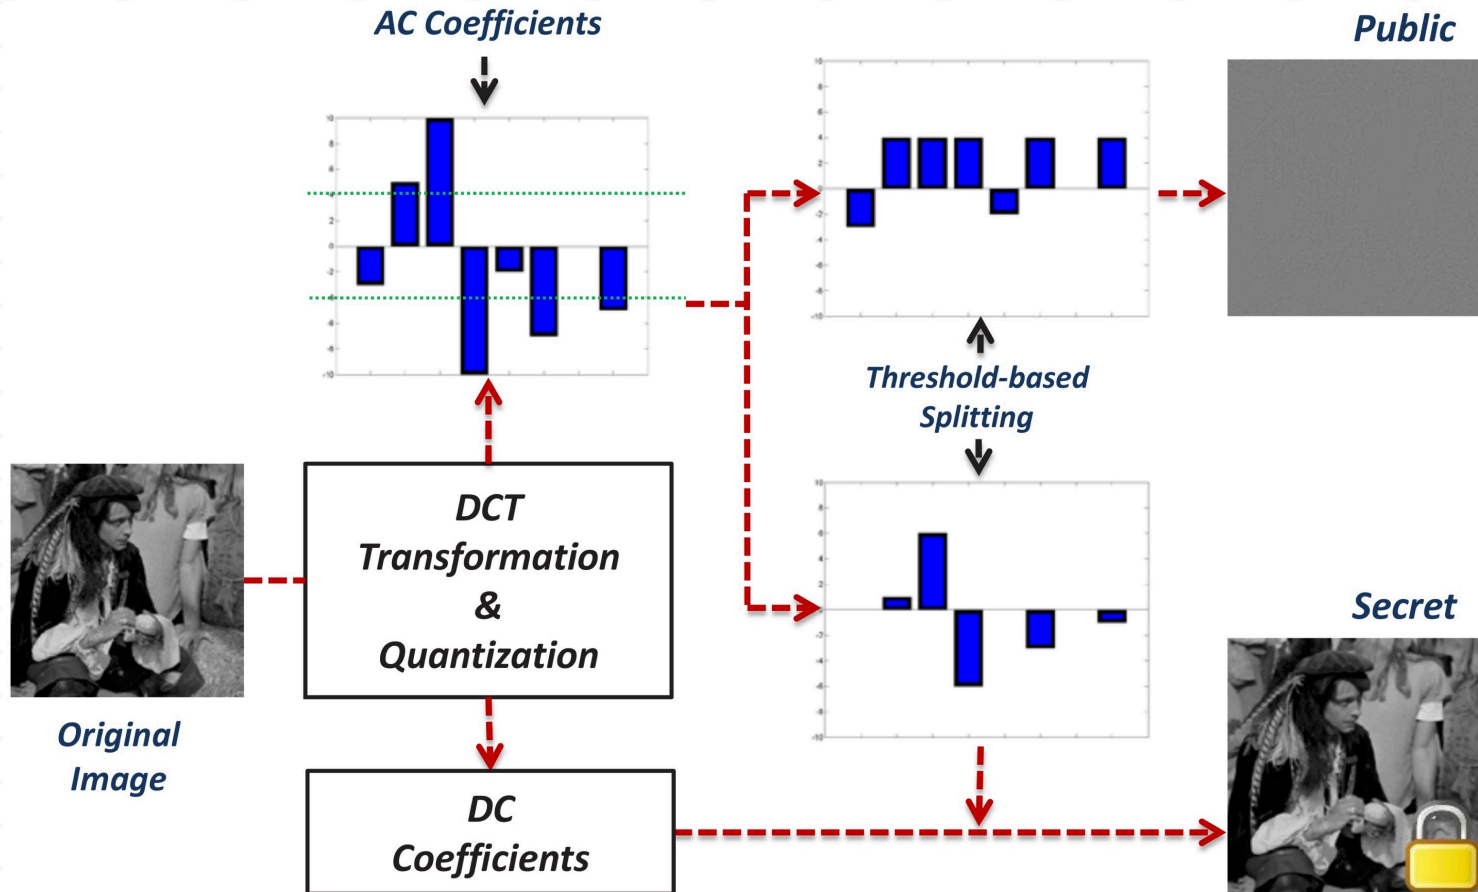 AC Coefficients
Public
Threshold-based
Splitting
DCT
Transformation
&
Quantization
Original
Image
Secret
DC
Coefficients